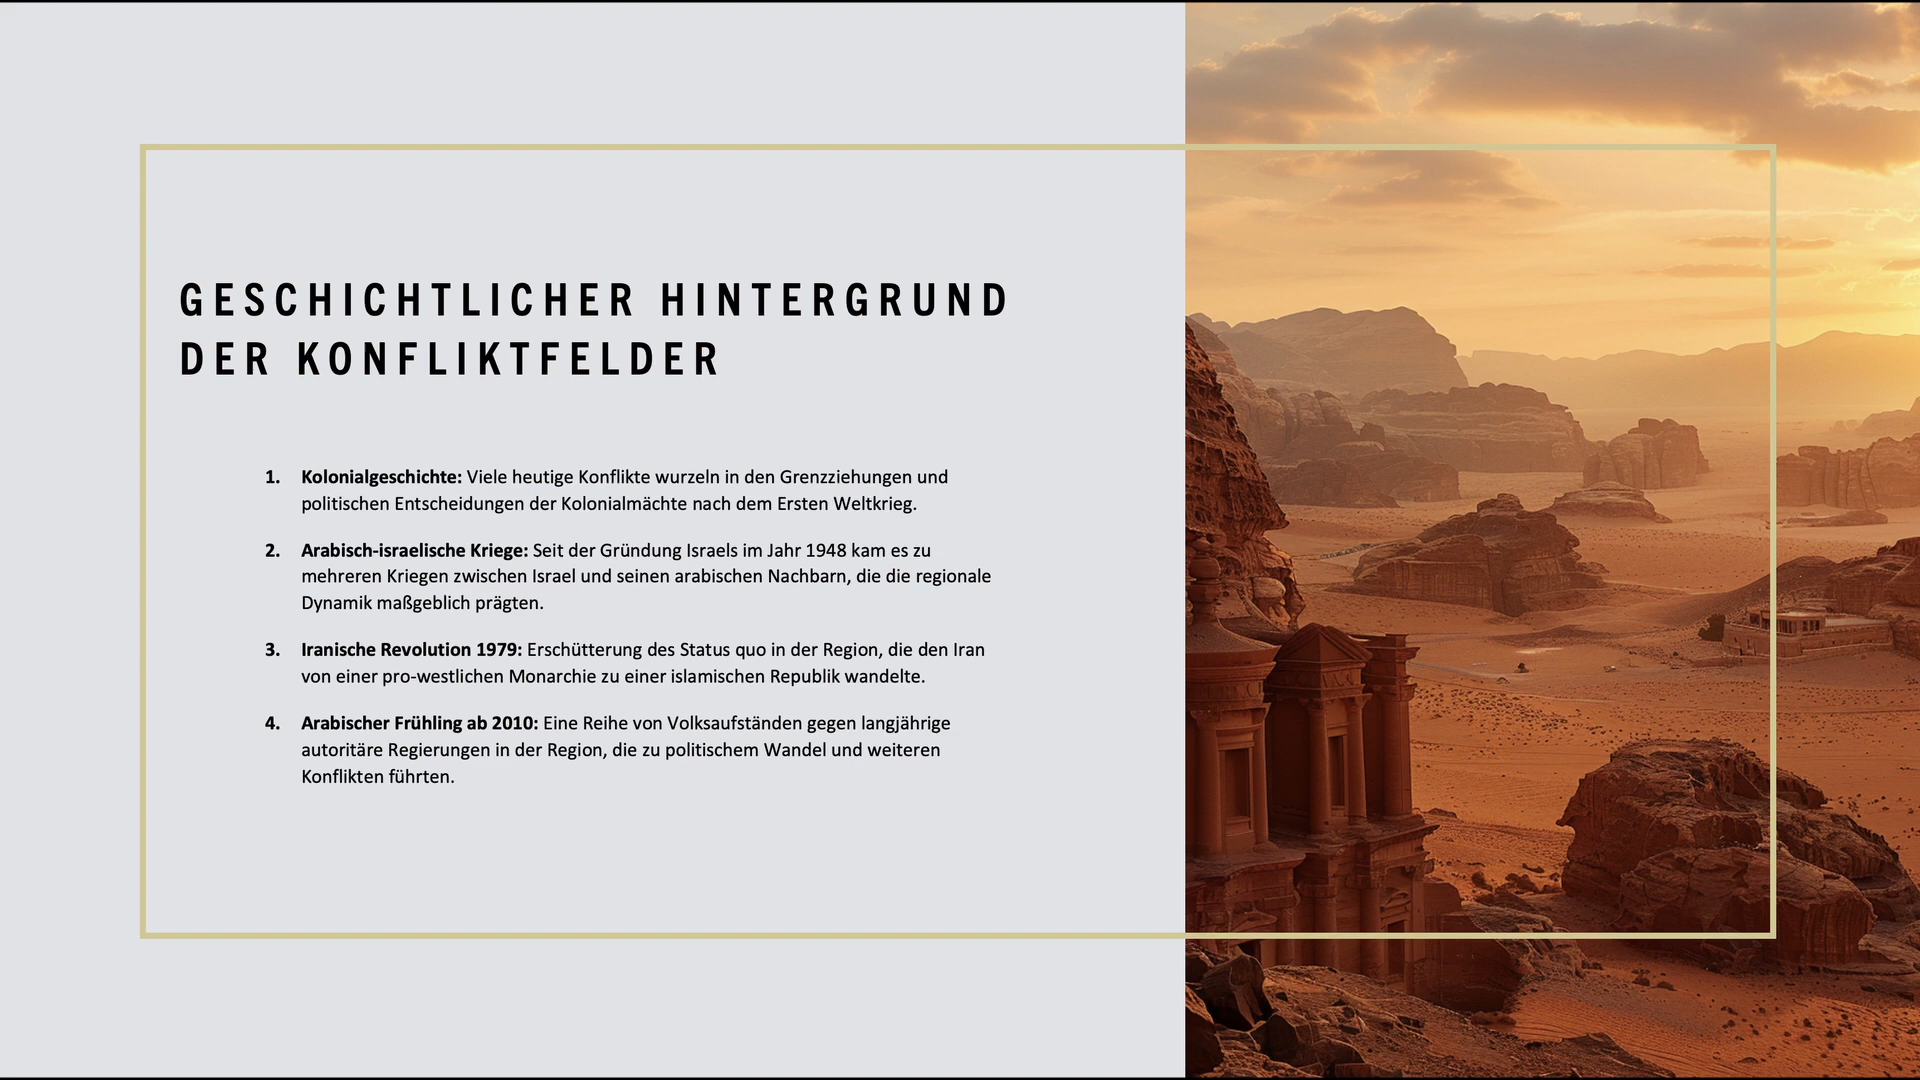 GESCHICHTLICHER HINTERGRUND
DER KONFLIKTFELDER
1. Kolonialgeschichte: Viele heutige Konflikte wurzeln in den Grenzziehungen und
politischen Entscheidungen der Kolonialmächte nach dem Ersten Weltkrieg.
2. Arabisch-israelische Kriege: Seit der Gründung Israels im Jahr 1948 kam es zu
mehreren Kriegen zwischen Israel und seinen arabischen Nachbarn, die die regionale
Dynamik maßgeblich prägten.
3. Iranische Revolution 1979: Erschütterung des Status quo in der Region, die den Iran
von einer pro-westlichen Monarchie zu einer islamischen Republik wandelte.
4. Arabischer Frühling ab 2010: Eine Reihe von Volksaufständen gegen langjährige
autoritäre Regierungen in der Region, die zu politischem Wandel und weiteren
Konflikten führten.